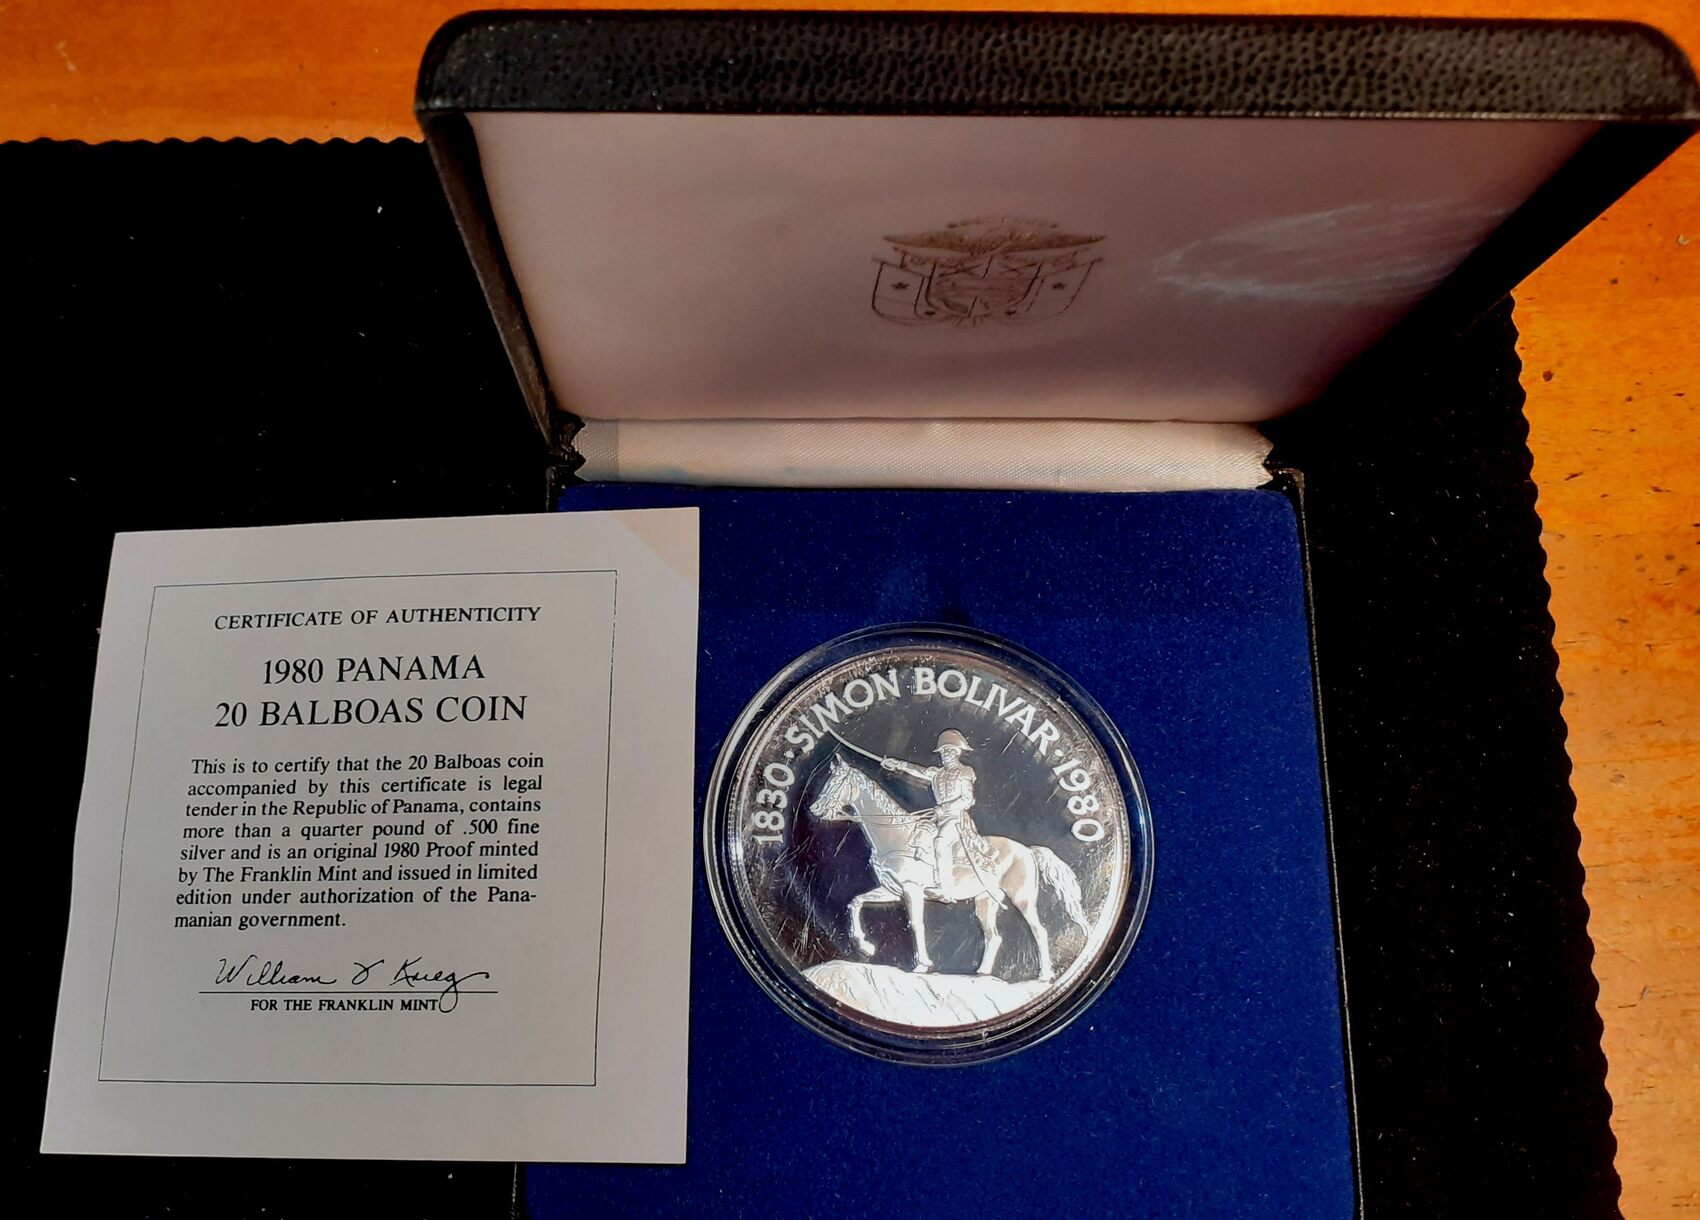 CERTIFICATE OF AUTHENTICITY
1980 PANAMA
20 BALBOAS COIN
This is to certify that the 20 Balboas coin
accompanied by this certificate is legal
tender in the Republic of Panama, contains
more than a quarter pound of .500 fine
silver and is an original 1980 Proof minted
by The Franklin Mint and issued in limited
edition under authorization of the Pana-
manian government.
William J Krieg
FOR THE FRANKLIN MINT
1830 · SIMON BOLIVAR · 1980